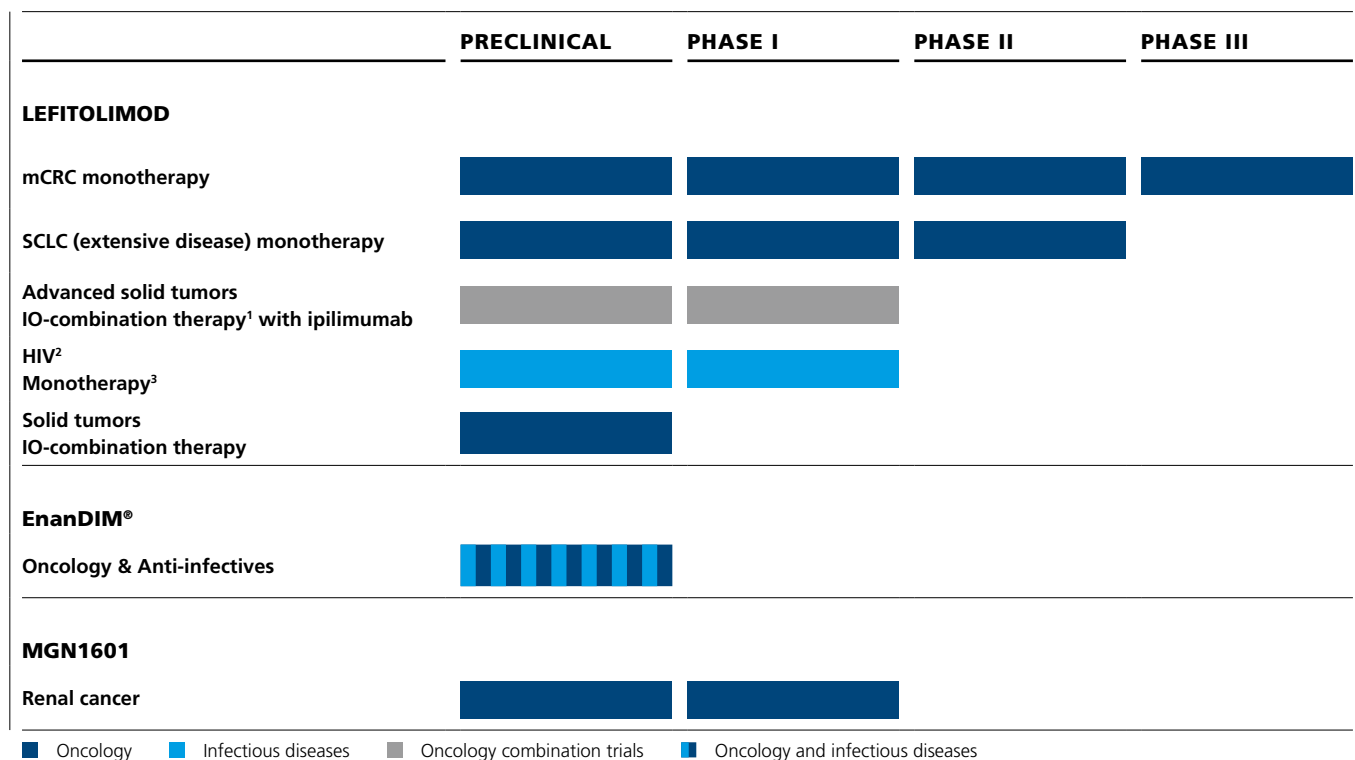 PRECLINICAL PHASE I PHASE II PHASE III
LEFITOLIMOD
mCRC monotherapy
SCLC (extensive disease) monotherapy
Advanced solid tumors
IO-combination therapy¹ with ipilimumab
HIV²
Monotherapy³
Solid tumors
IO-combination therapy
EnanDIM®
Oncology & Anti-infectives
MGN1601
Renal cancer
Oncology Infectious diseases Oncology combination trials Oncology and infectious diseases